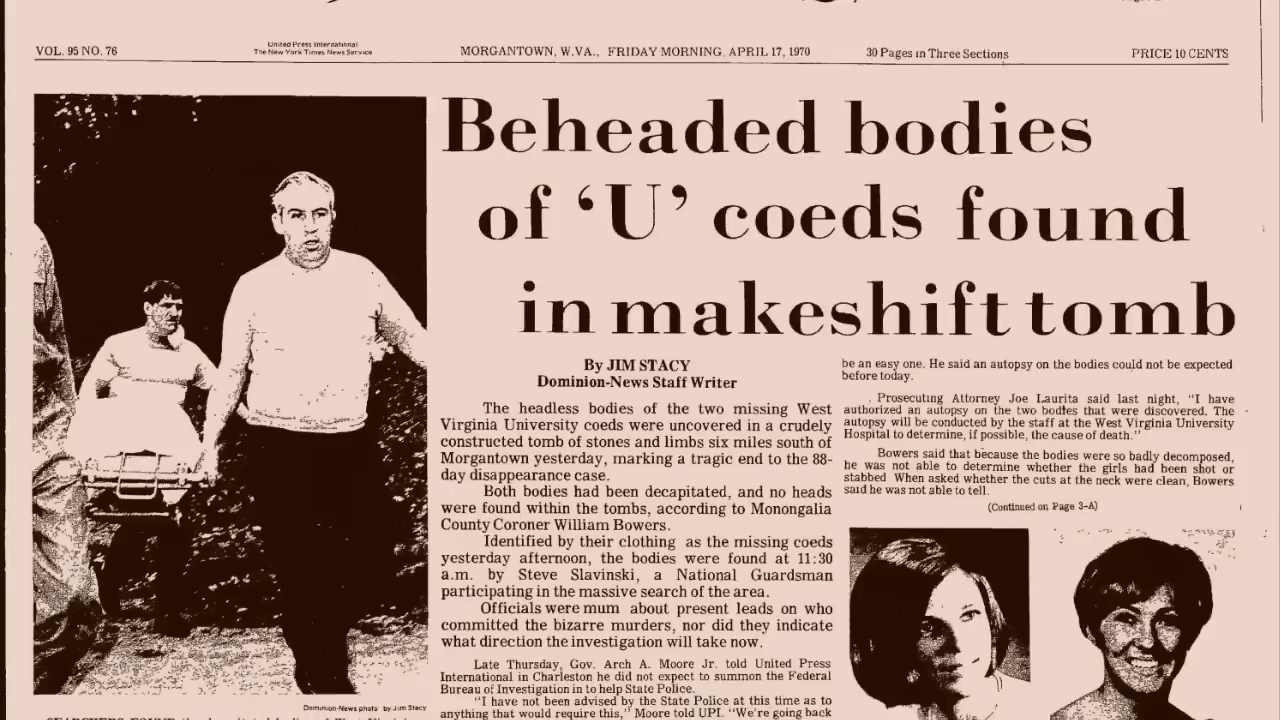 VOL. 95 NO. 76
United Press International
The New York Times News Service
MORGANTOWN, W.VA., FRIDAY MORNING, APRIL 17, 1970
30 Pages in Three Sections
PRICE 10 CENTS
Beheaded bodies
of ‘U’ coeds found
in makeshift tomb
By JIM STACY
Dominion-News Staff Writer
The headless bodies of the two missing West
Virginia University coeds were uncovered in a crudely
constructed tomb of stones and limbs six miles south of
Morgantown yesterday, marking a tragic end to the 88-
day disappearance case.
Both bodies had been decapitated, and no heads
were found within the tombs, according to Monongalia
County Coroner William Bowers.
Identified by their clothing as the missing coeds
yesterday afternoon, the bodies were found at 11:30
a.m. by Steve Slavinski, a National Guardsman
participating in the massive search of the area.
Officials were mum about present leads on who
committed the bizarre murders, nor did they indicate
what direction the investigation will take now.
Late Thursday, Gov. Arch A. Moore Jr. told United Press
International in Charleston he did not expect to summon the Federal
Bureau of Investigation in to help State Police.
"I have not been advised by the State Police at this time as to
anything that would require this," Moore told UPI. "We're going back
be an easy one. He said an autopsy on the bodies could not be expected
before today.
Prosecuting Attorney Joe Laurita said last night, "I have
authorized an autopsy on the two bodies that were discovered. The
autopsy will be conducted by the staff at the West Virginia University
Hospital to determine, if possible, the cause of death."
Bowers said that because the bodies were so badly decomposed,
he was not able to determine whether the girls had been shot or
stabbed When asked whether the cuts at the neck were clean, Bowers
said he was not able to tell.
(Continued on Page 3-A)
Dominion-News photo by Jim Stacy
SEARCHERS FOUND